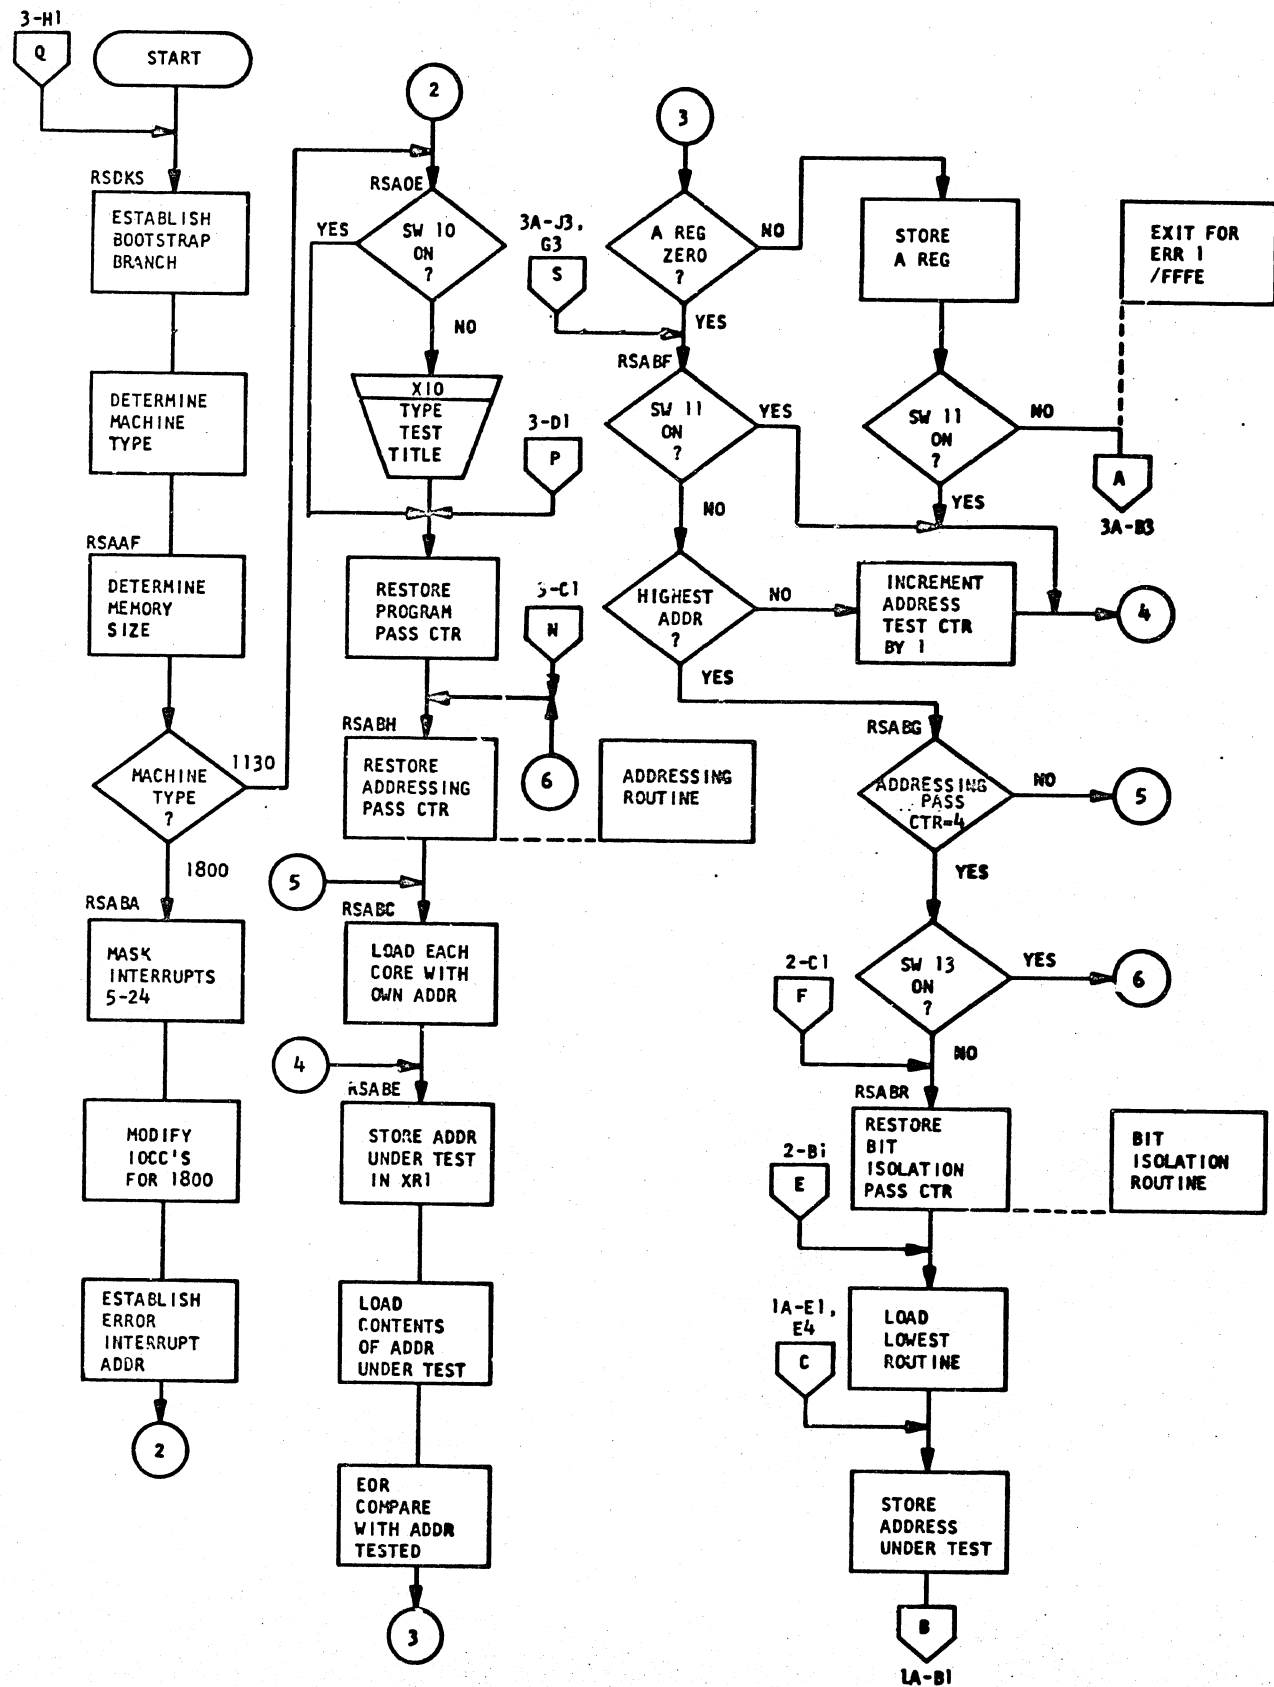 3-H1
Q
START
RSDKS
ESTABLISH
BOOTSTRAP
BRANCH
DETERMINE
MACHINE
TYPE
RSAAF
DETERMINE
MEMORY
SIZE
MACHINE
TYPE
?
1130
1800
RSABA
MASK
INTERRUPTS
5-24
MODIFY
IOCC'S
FOR 1800
ESTABLISH
ERROR
INTERRUPT
ADDR
2
2
RSAOE
YES
SW 10
ON
?
NO
XIO
TYPE
TEST
TITLE
3-D1
P
RESTORE
PROGRAM
PASS CTR
-C1
N
RSABH
RESTORE
ADDRESSING
PASS CTR
6
ADDRESSING
ROUTINE
5
RSABC
LOAD EACH
CORE WITH
OWN ADDR
4
RSABE
STORE ADDR
UNDER TEST
IN XR1
LOAD
CONTENTS
OF ADDR
UNDER TEST
EOR
COMPARE
WITH ADDR
TESTED
3
3
A REG
ZERO
?
NO
YES
3A-J3,
G3
S
RSABF
SW 11
ON
?
YES
NO
HIGHEST
ADDR
?
NO
YES
STORE
A REG
SW 11
ON
?
NO
YES
EXIT FOR
ERR 1
/FFFE
A
3A-B3
INCREMENT
ADDRESS
TEST CTR
BY 1
4
RSABG
ADDRESSING
PASS
CTR=4
NO
5
YES
SW 13
ON
?
YES
6
NO
2-C1
F
RSABR
RESTORE
BIT
ISOLATION
PASS CTR
BIT
ISOLATION
ROUTINE
2-B1
E
LOAD
LOWEST
ROUTINE
1A-E1,
E4
C
STORE
ADDRESS
UNDER TEST
B
1A-B1